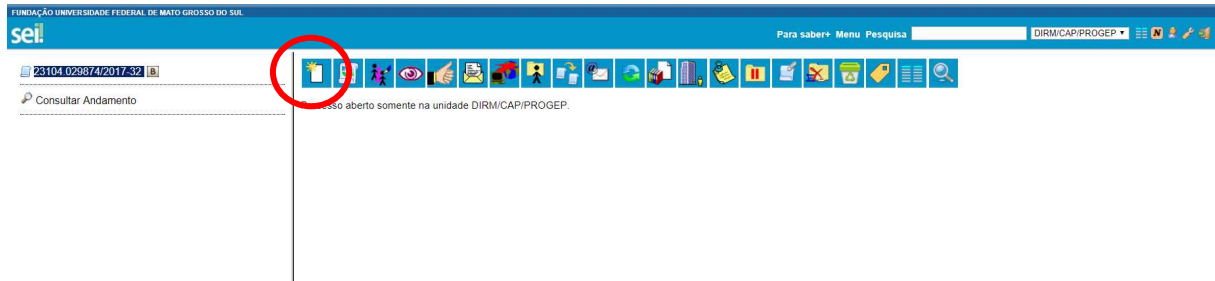 FUNDAÇÃO UNIVERSIDADE FEDERAL DE MATO GROSSO DO SUL
sei!
Para saber+ Menu Pesquisa
DIRM/CAP/PROGEP
N
23104.029874/2017-32 B
Consultar Andamento
aberto somente na unidade DIRM/CAP/PROGEP.